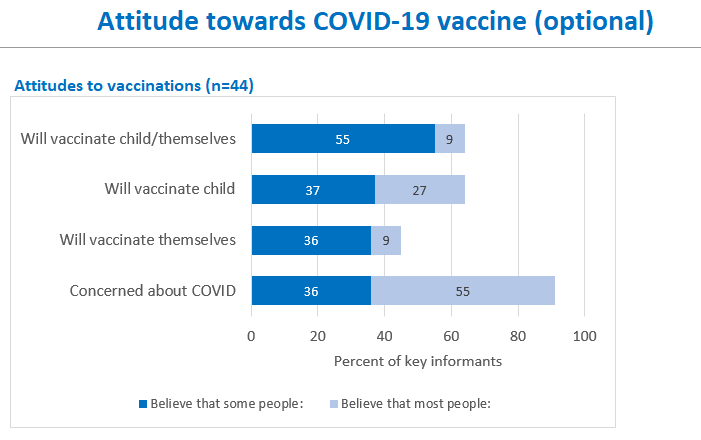 Attitude towards COVID-19 vaccine (optional)
Attitudes to vaccinations (n=44)
Will vaccinate child/themselves 55 9
Will vaccinate child 37 27
Will vaccinate themselves 36 9
Concerned about COVID 36 55
0 20 40 60 80 100
Percent of key informants
Believe that some people: Believe that most people: